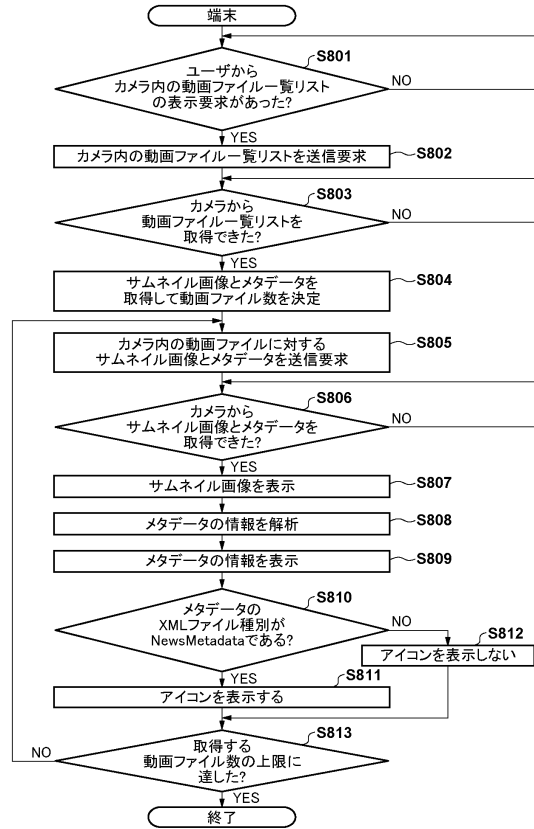 端末
S801
ユーザから
カメラ内の動画ファイル一覧リスト
の表示要求があった?
NO
YES
カメラ内の動画ファイル一覧リストを送信要求
S802
S803
カメラから
動画ファイル一覧リストを
取得できた?
NO
YES
サムネイル画像とメタデータを
取得して動画ファイル数を決定
S804
カメラ内の動画ファイルに対する
サムネイル画像とメタデータを送信要求
S805
S806
カメラから
サムネイル画像とメタデータを
取得できた?
NO
YES
サムネイル画像を表示
S807
メタデータの情報を解析
S808
メタデータの情報を表示
S809
S810
メタデータの
XMLファイル種別が
NewsMetadataである?
NO
YES
S812
アイコンを表示しない
S811
アイコンを表示する
S813
取得する
動画ファイル数の上限に
達した?
NO
YES
終了